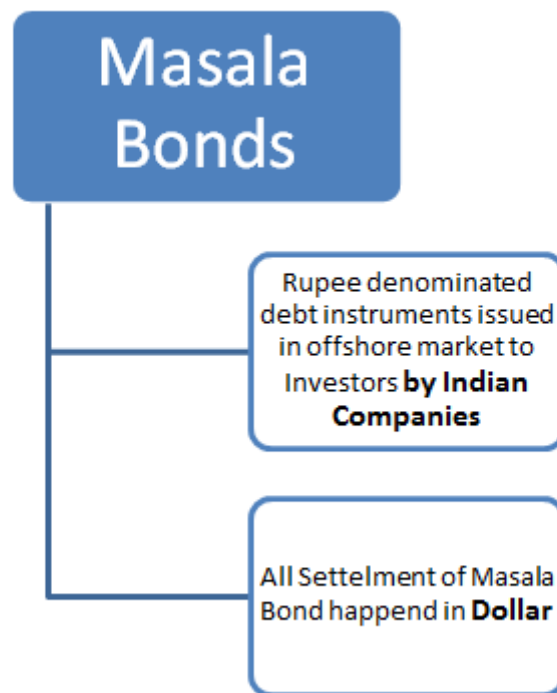 Masala
Bonds
Rupee denominated
debt instruments issued
in offshore market to
Investors by Indian
Companies
All Settelment of Masala
Bond happend in Dollar